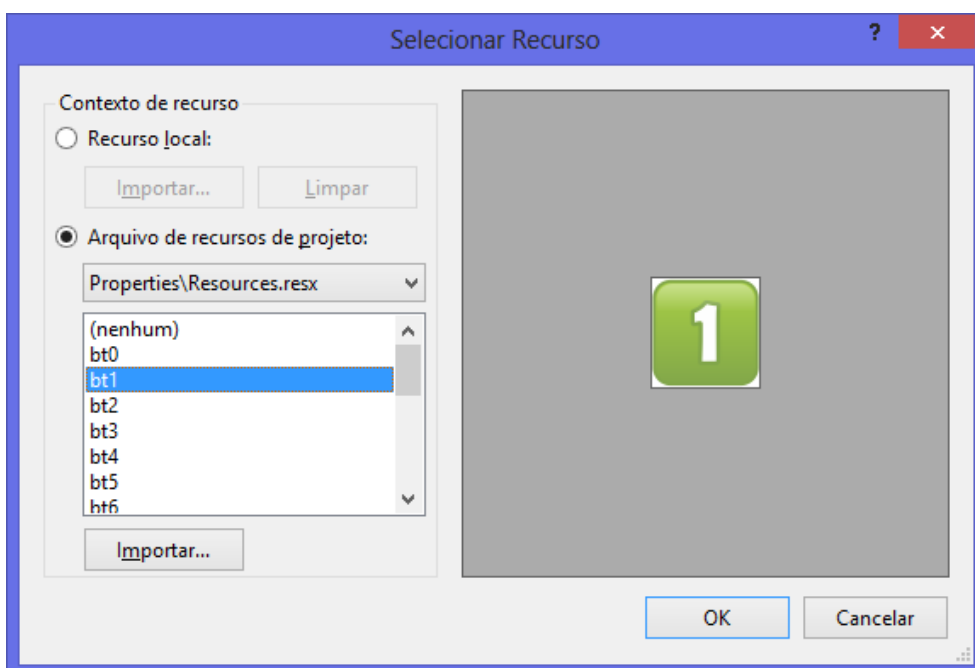 Selecionar Recurso
?
Contexto de recurso
Recurso local:
Importar...
Limpar
Arquivo de recursos de projeto:
Properties\Resources.resx
(nenhum)
bt0
bt1
bt2
bt3
bt4
bt5
bt6
Importar...
1
OK
Cancelar